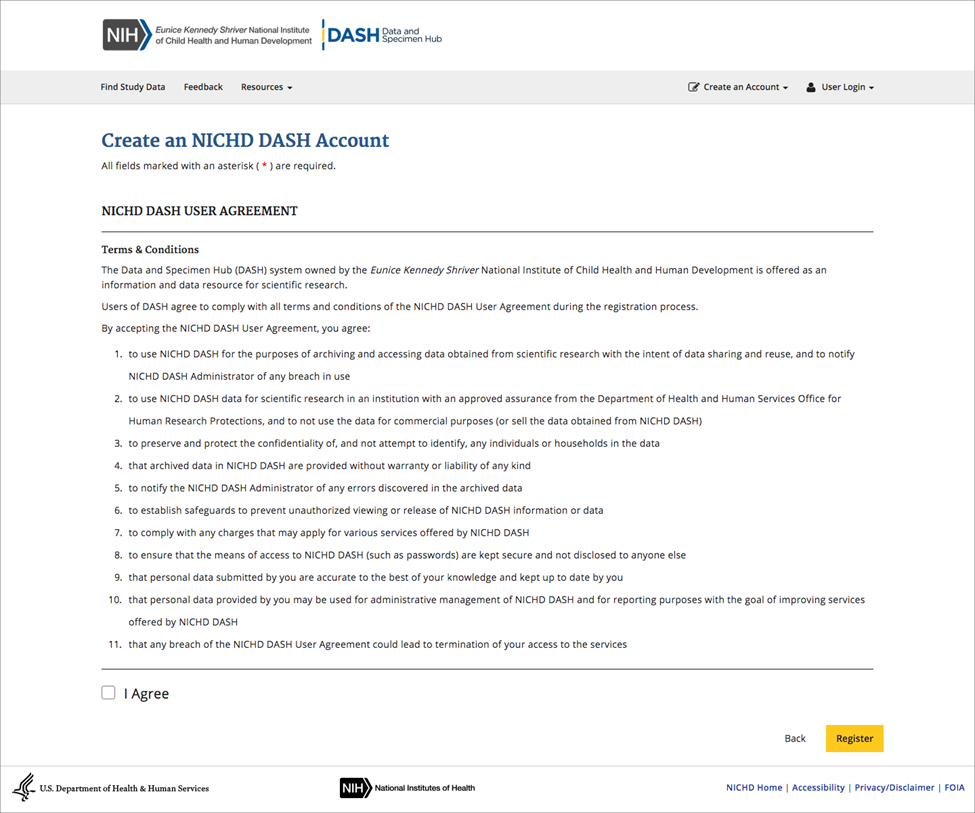 NIH Eunice Kennedy Shriver National Institute
of Child Health and Human Development
DASH Data and
Specimen Hub
Find Study Data Feedback Resources Create an Account User Login
Create an NICHD DASH Account
All fields marked with an asterisk ( * ) are required.
NICHD DASH USER AGREEMENT
Terms & Conditions
The Data and Specimen Hub (DASH) system owned by the Eunice Kennedy Shriver National Institute of Child Health and Human Development is offered as an
information and data resource for scientific research.
Users of DASH agree to comply with all terms and conditions of the NICHD DASH User Agreement during the registration process.
By accepting the NICHD DASH User Agreement, you agree:
1. to use NICHD DASH for the purposes of archiving and accessing data obtained from scientific research with the intent of data sharing and reuse, and to notify
NICHD DASH Administrator of any breach in use
2. to use NICHD DASH data for scientific research in an institution with an approved assurance from the Department of Health and Human Services Office for
Human Research Protections, and to not use the data for commercial purposes (or sell the data obtained from NICHD DASH)
3. to preserve and protect the confidentiality of, and not attempt to identify, any individuals or households in the data
4. that archived data in NICHD DASH are provided without warranty or liability of any kind
5. to notify the NICHD DASH Administrator of any errors discovered in the archived data
6. to establish safeguards to prevent unauthorized viewing or release of NICHD DASH information or data
7. to comply with any charges that may apply for various services offered by NICHD DASH
8. to ensure that the means of access to NICHD DASH (such as passwords) are kept secure and not disclosed to anyone else
9. that personal data submitted by you are accurate to the best of your knowledge and kept up to date by you
10. that personal data provided by you may be used for administrative management of NICHD DASH and for reporting purposes with the goal of improving services
offered by NICHD DASH
11. that any breach of the NICHD DASH User Agreement could lead to termination of your access to the services
I Agree
Back Register
U.S. Department of Health & Human Services NIH National Institutes of Health NICHD Home | Accessibility | Privacy/Disclaimer | FOIA